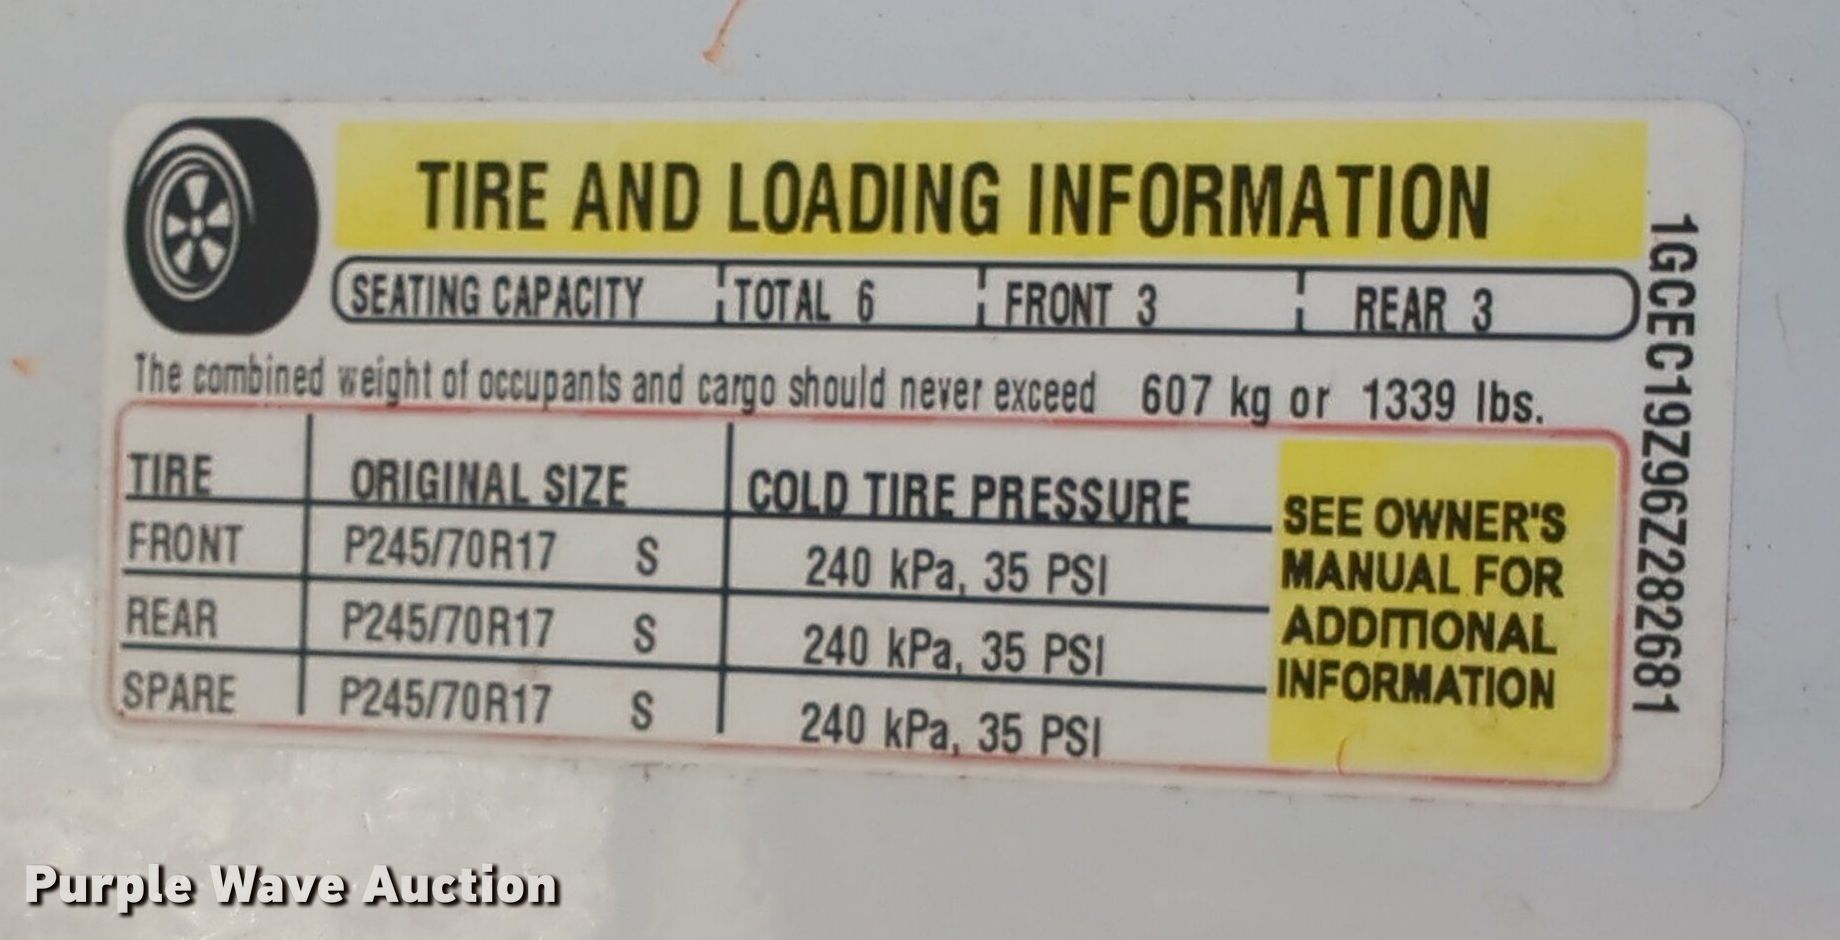 TIRE AND LOADING INFORMATION
SEATING CAPACITY TOTAL 6 FRONT 3 REAR 3
The combined weight of occupants and cargo should never exceed 607 kg or 1339 lbs.
TIRE ORIGINAL SIZE COLD TIRE PRESSURE
FRONT P245/70R17 S 240 kPa, 35 PSI
REAR P245/70R17 S 240 kPa, 35 PSI
SPARE P245/70R17 S 240 kPa, 35 PSI
SEE OWNER'S
MANUAL FOR
ADDITIONAL
INFORMATION
1GCEC19Z96Z282681
Purple Wave Auction